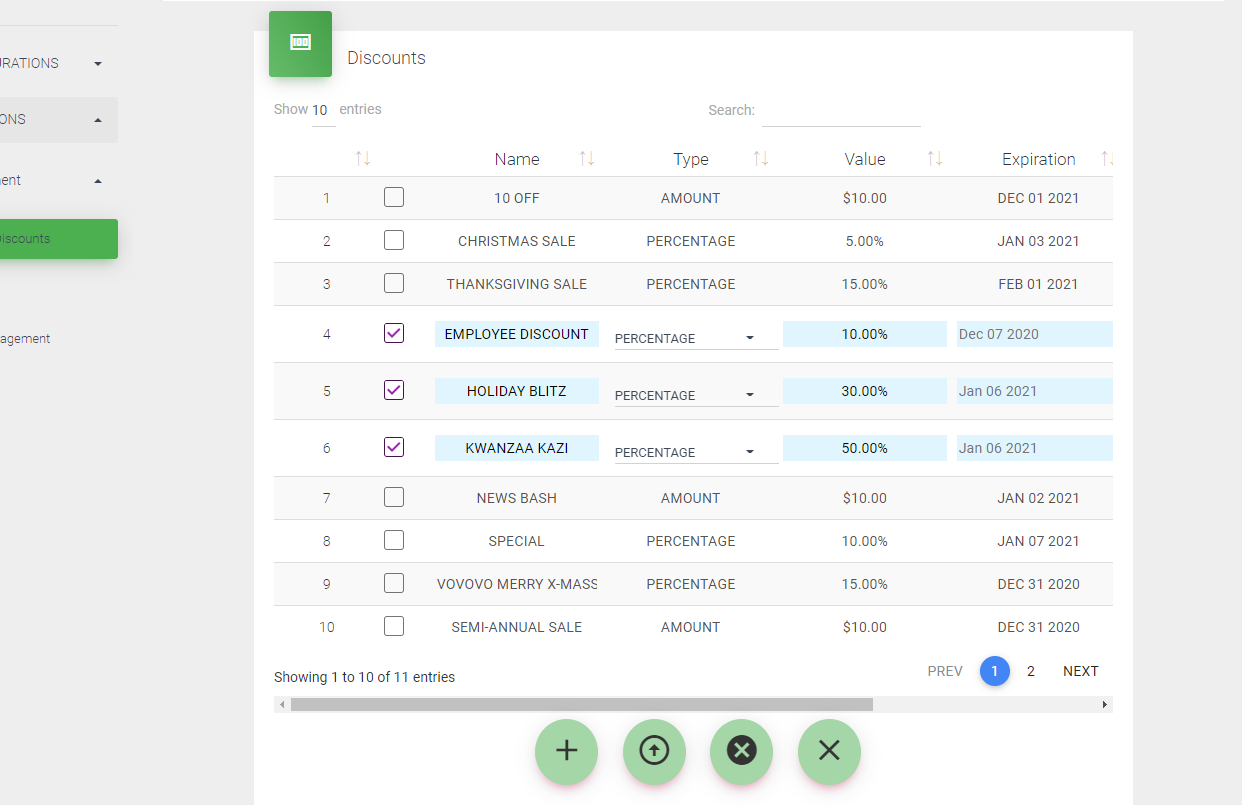 Discounts
URATIONS
Show 10 entries
Search:
ONS
Name Type Value Expiration
ent
1 10 OFF AMOUNT $10.00 DEC 01 2021
Discounts
2 CHRISTMAS SALE PERCENTAGE 5.00% JAN 03 2021
3 THANKSGIVING SALE PERCENTAGE 15.00% FEB 01 2021
agement
4 EMPLOYEE DISCOUNT PERCENTAGE 10.00% Dec 07 2020
5 HOLIDAY BLITZ PERCENTAGE 30.00% Jan 06 2021
6 KWANZAA KAZI PERCENTAGE 50.00% Jan 06 2021
7 NEWS BASH AMOUNT $10.00 JAN 02 2021
8 SPECIAL PERCENTAGE 10.00% JAN 07 2021
9 VOVOVO MERRY X-MASS PERCENTAGE 15.00% DEC 31 2020
10 SEMI-ANNUAL SALE AMOUNT $10.00 DEC 31 2020
Showing 1 to 10 of 11 entries
PREV 1 2 NEXT